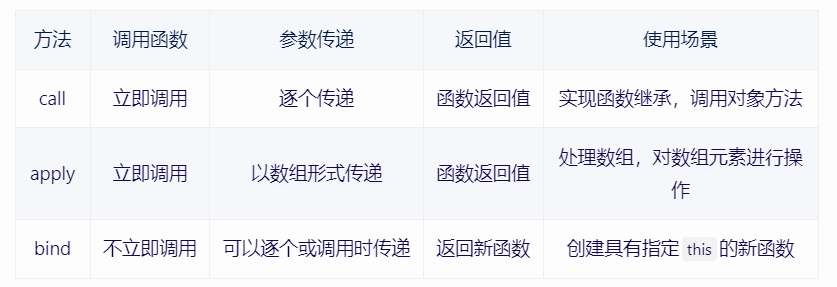 方法 调用函数 参数传递 返回值 使用场景
call 立即调用 逐个传递 函数返回值 实现函数继承，调用对象方法
apply 立即调用 以数组形式传递 函数返回值 处理数组，对数组元素进行操
作
bind 不立即调用 可以逐个或调用时传递 返回新函数 创建具有指定 this 的新函数